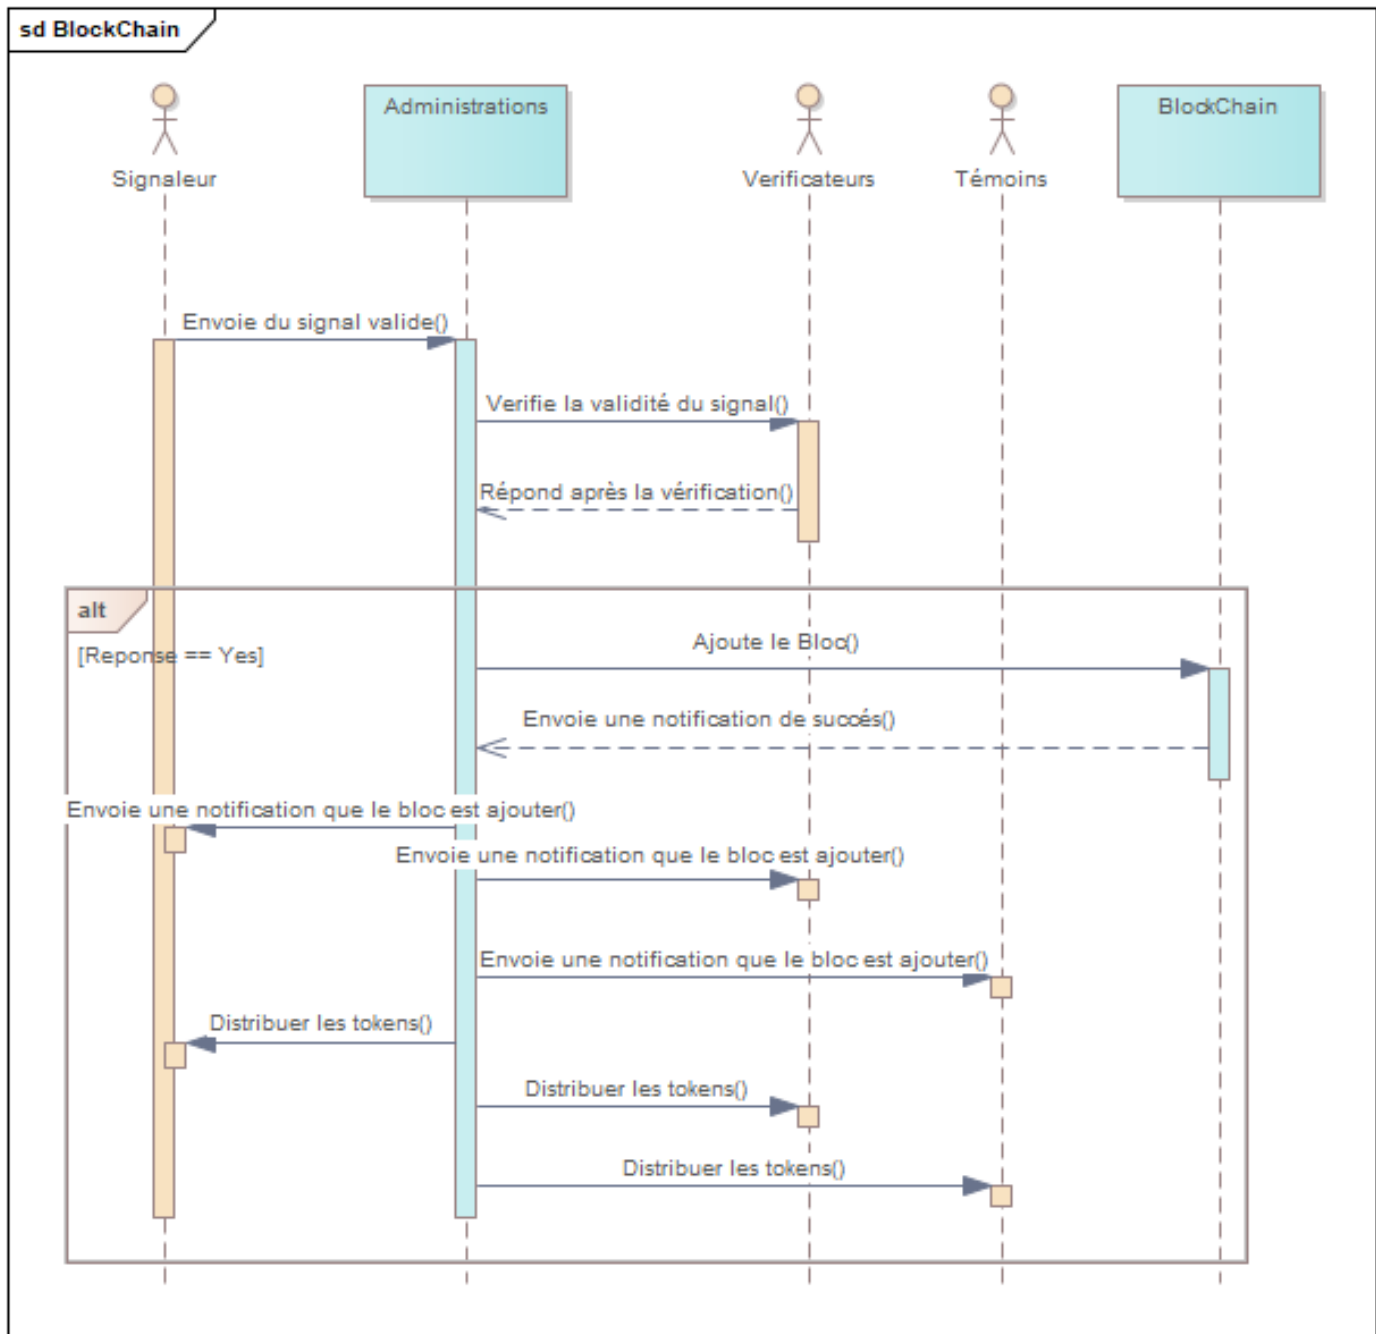 sd BlockChain
Signaleur
Administrations
Verificateurs
Témoins
BlockChain
Envoie du signal valide()
Verifie la validité du signal()
Répond après la vérification()
alt
[Reponse == Yes]
Ajoute le Bloc()
Envoie une notification de succés()
Envoie une notification que le bloc est ajouter()
Envoie une notification que le bloc est ajouter()
Envoie une notification que le bloc est ajouter()
Distribuer les tokens()
Distribuer les tokens()
Distribuer les tokens()